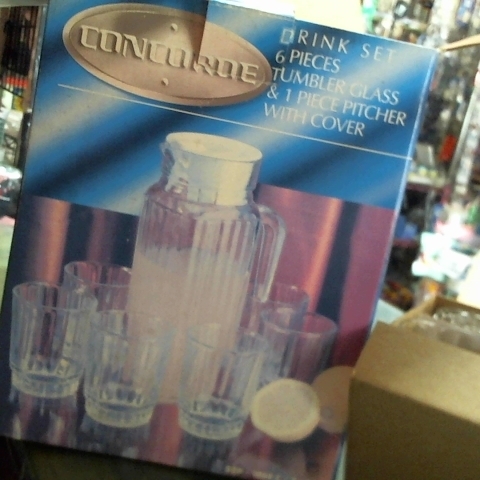 CONCORDE
DRINK SET
6 PIECES
TUMBLER GLASS
& 1 PIECE PITCHER
WITH COVER